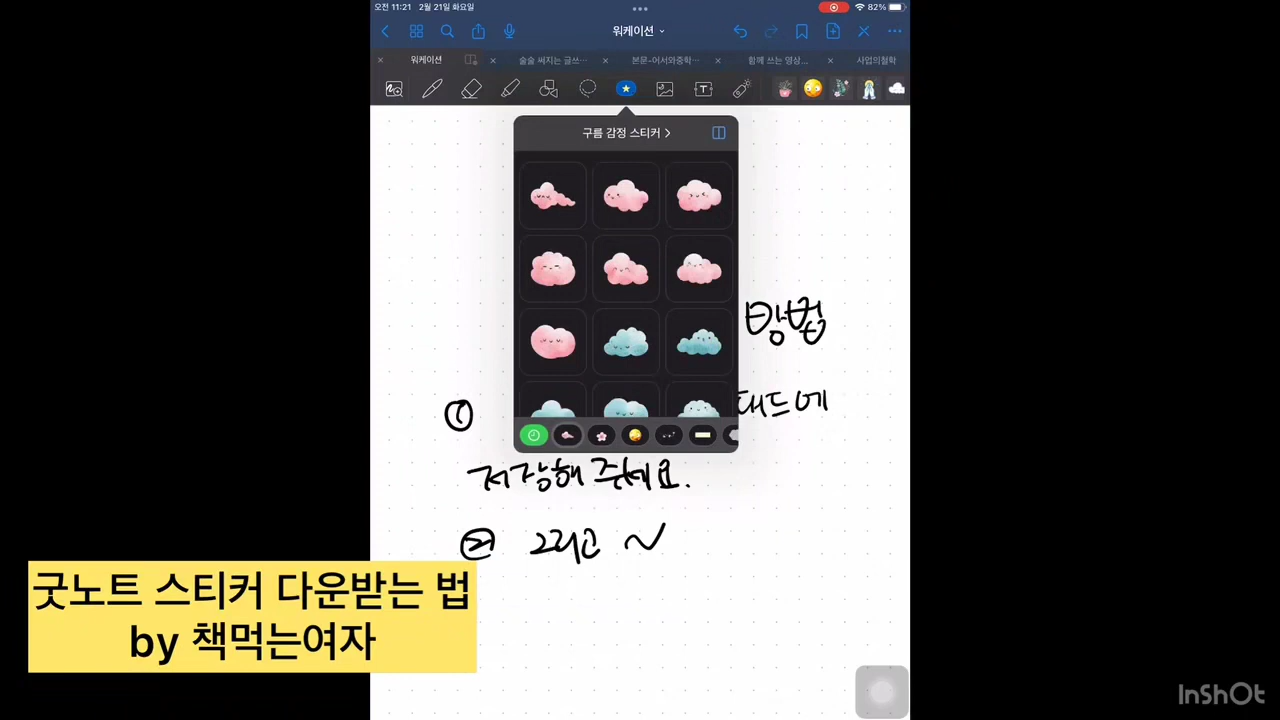 오전 11:21 2월 21일 화요일 82%
워케이션
워케이션 술술 써지는 글쓰… 본문-어서와중학… 함께 쓰는 영상… 사업의철학
구름 감정 스티커
방법
①
패드에
저장해 주세요.
② 그리고 ~
굿노트 스티커 다운받는 법
by 책먹는여자
InShOt